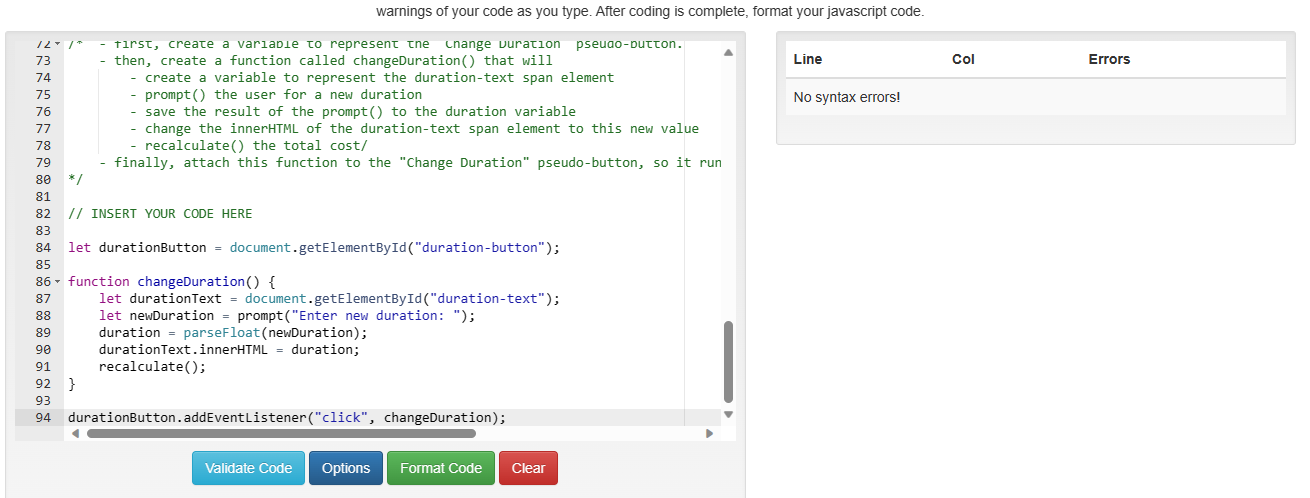 warnings of your code as you type. After coding is complete, format your javascript code.
72 /* - first, create a variable to represent the "Change Duration" pseudo-button.
73 - then, create a function called changeDuration() that will
74 - create a variable to represent the duration-text span element
75 - prompt() the user for a new duration
76 - save the result of the prompt() to the duration variable
77 - change the innerHTML of the duration-text span element to this new value
78 - recalculate() the total cost/
79 - finally, attach this function to the "Change Duration" pseudo-button, so it run
80 */
81
82 // INSERT YOUR CODE HERE
83
84 let durationButton = document.getElementById("duration-button");
85
86 function changeDuration() {
87 let durationText = document.getElementById("duration-text");
88 let newDuration = prompt("Enter new duration: ");
89 duration = parseFloat(newDuration);
90 durationText.innerHTML = duration;
91 recalculate();
92 }
93
94 durationButton.addEventListener("click", changeDuration);
Validate Code Options Format Code Clear
Line Col Errors
No syntax errors!